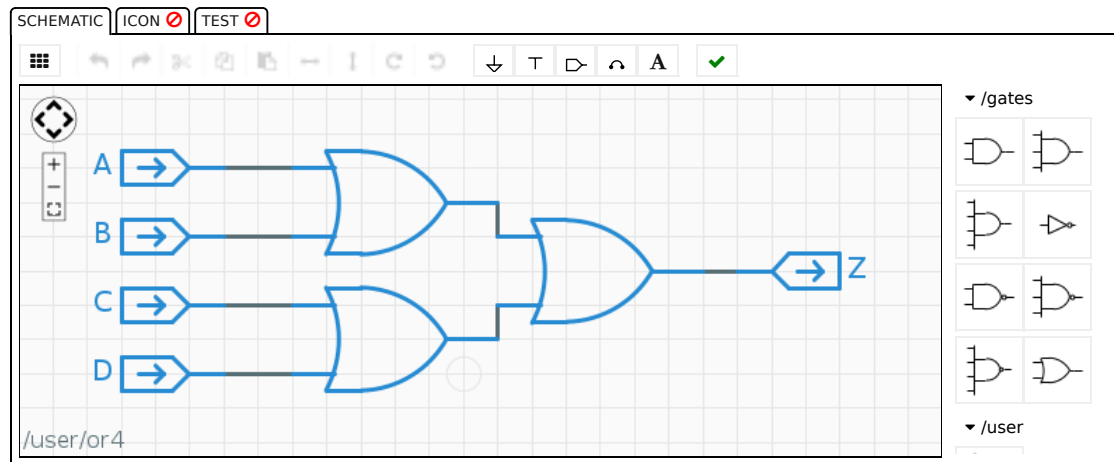 SCHEMATIC ICON TEST
A
/gates
A
B
Z
C
D
/user
/user/or4